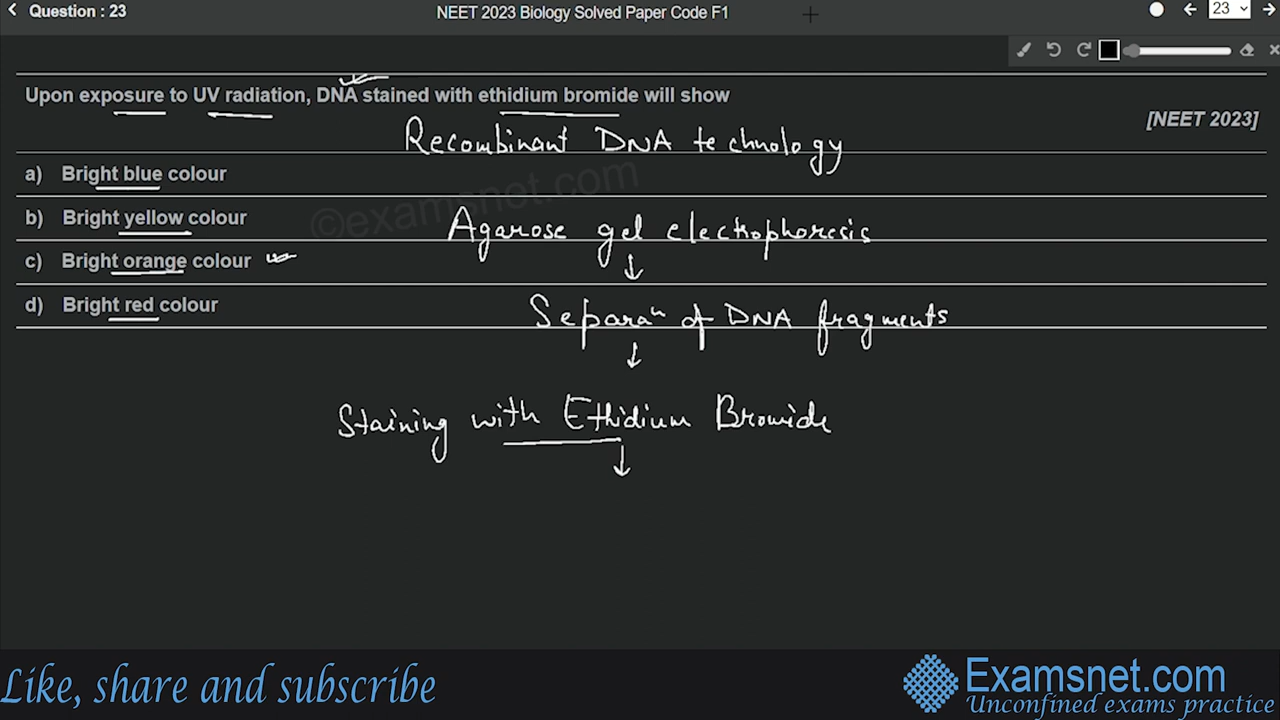 Question : 23
NEET 2023 Biology Solved Paper Code F1
23
Upon exposure to UV radiation, DNA stained with ethidium bromide will show
[NEET 2023]
Recombinant DNA technology
a) Bright blue colour
©examsnet.com
b) Bright yellow colour
Agarose gel electrophoresis
c) Bright orange colour
d) Bright red colour
Separaⁿ of DNA fragments
Staining with Ethidium Bromide
Like, share and subscribe
Examsnet.com
Unconfined exams practice